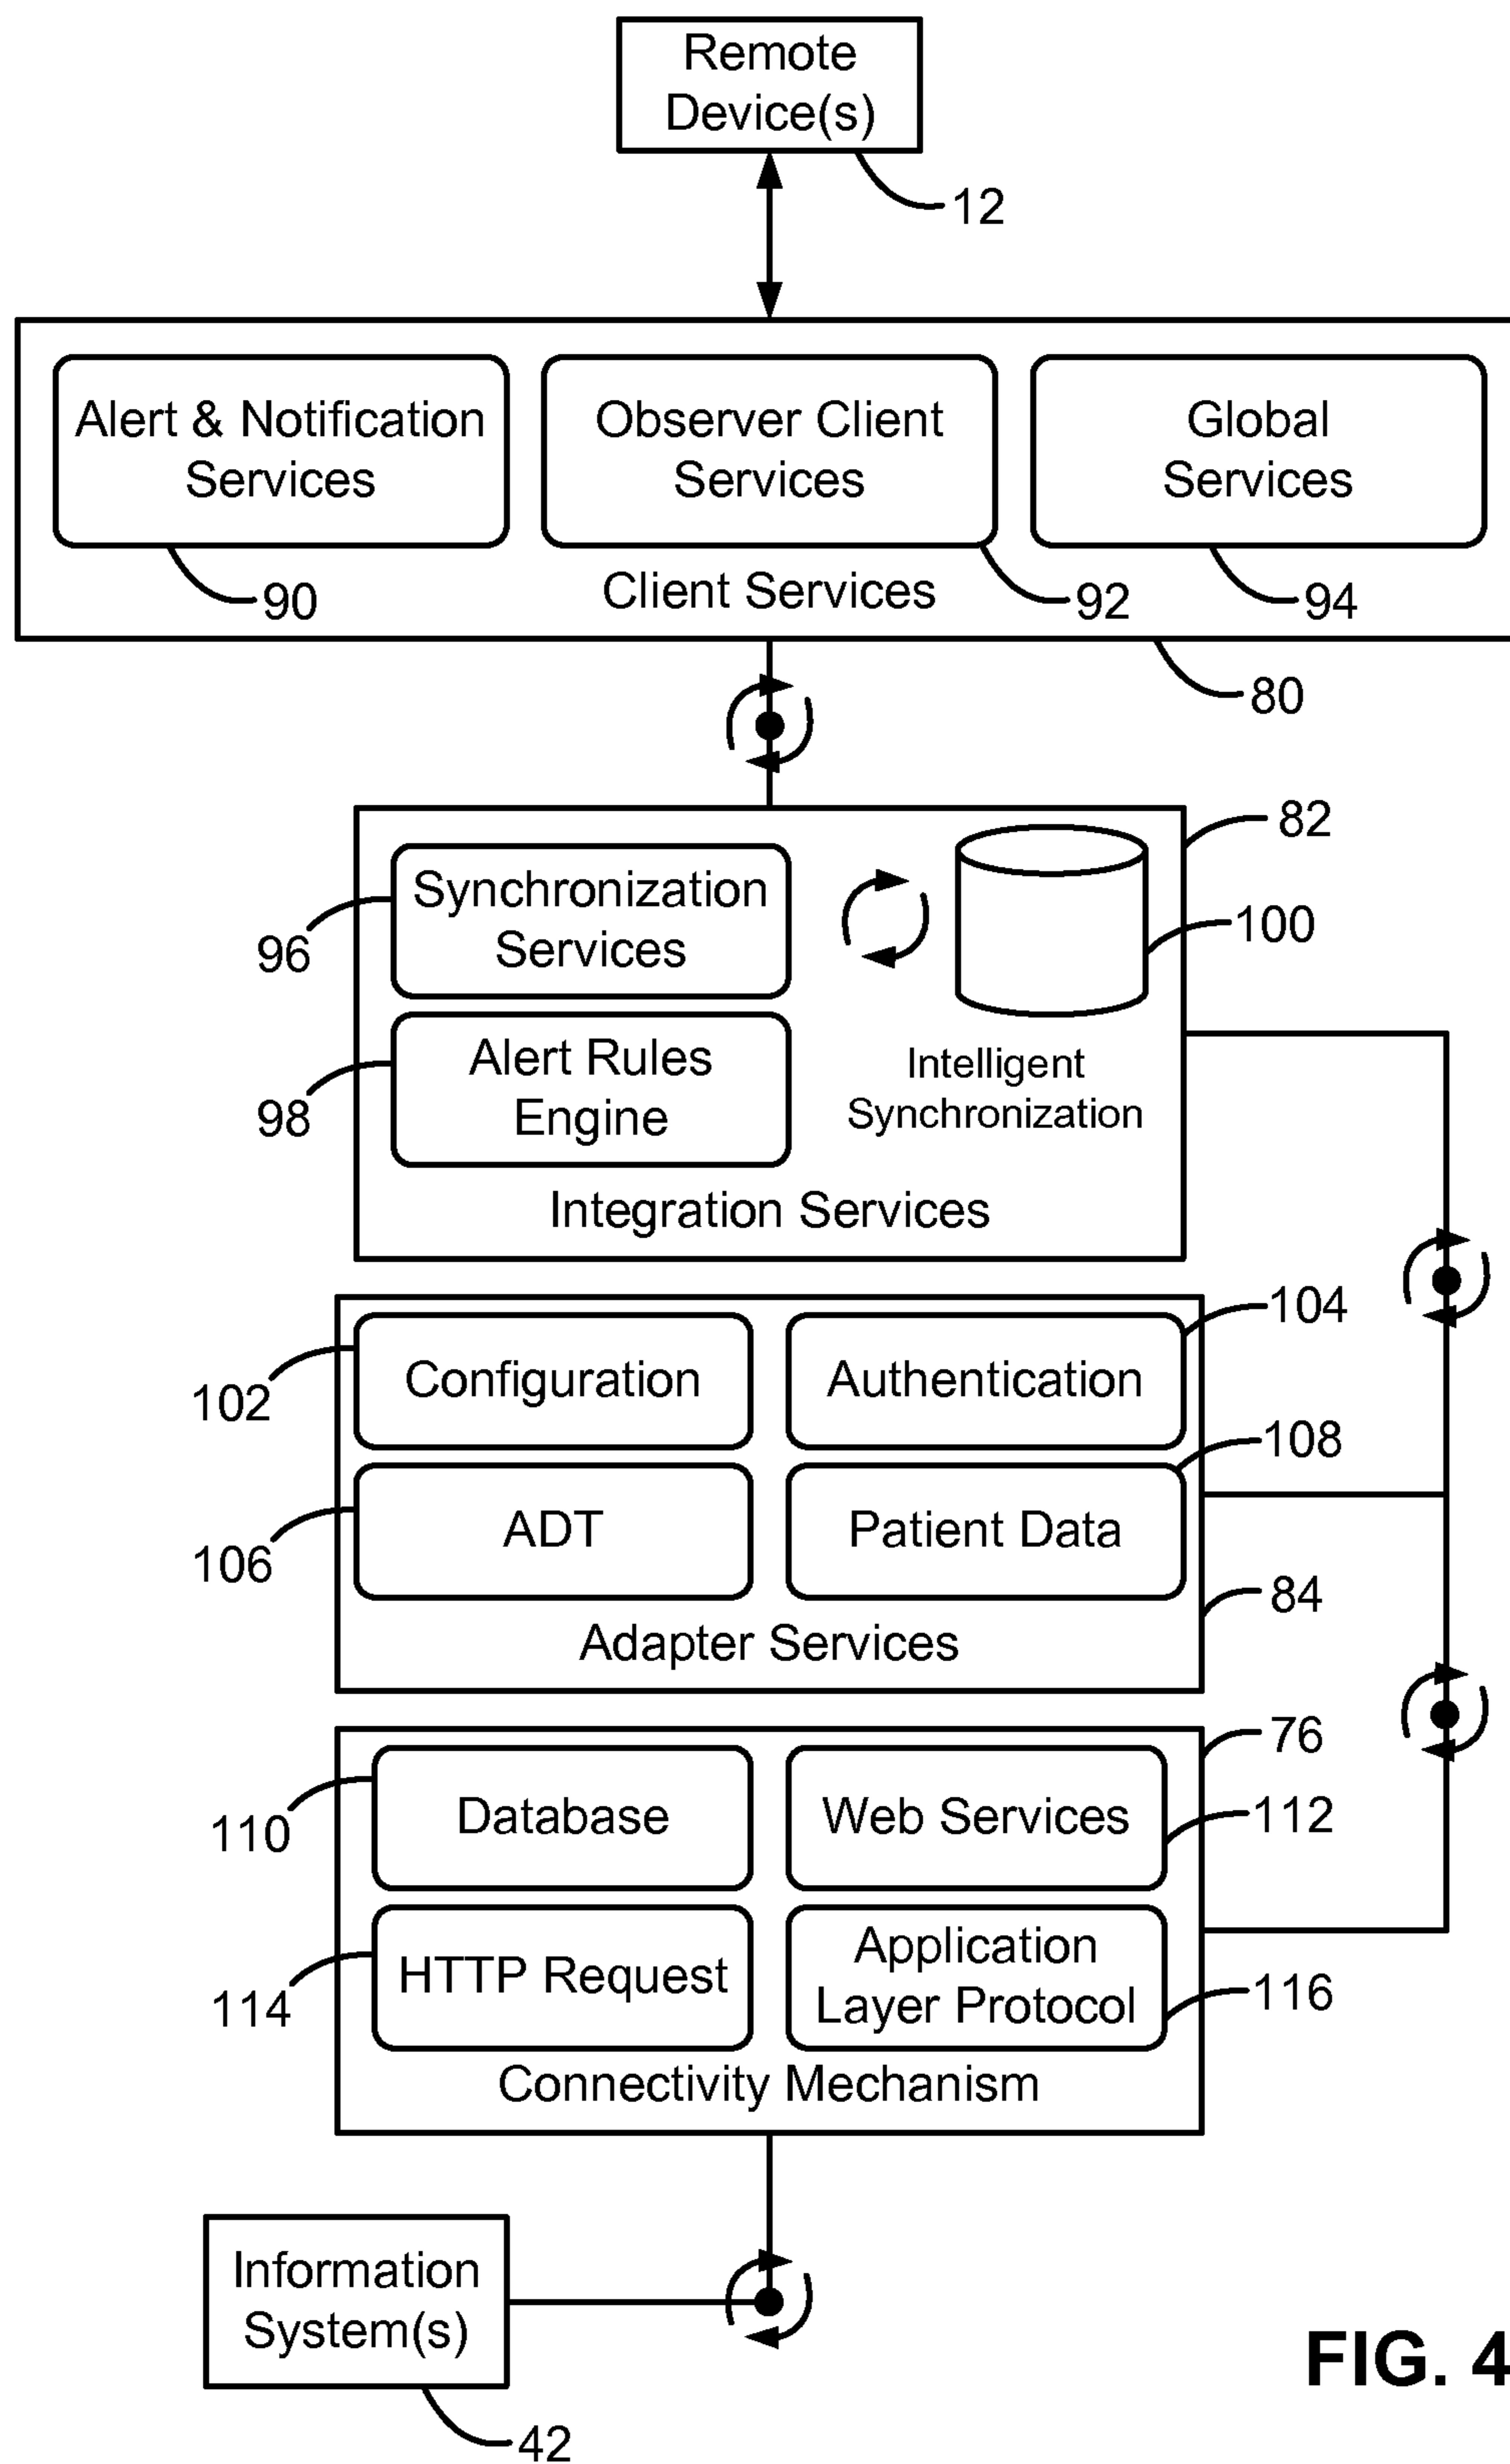 Remote
Device(s)
12
Alert & Notification
Services
Observer Client
Services
Global
Services
90
Client Services
92
94
80
82
Synchronization
Services
96
100
Alert Rules
Engine
98
Intelligent
Synchronization
Integration Services
104
Configuration
Authentication
102
108
ADT
Patient Data
106
84
Adapter Services
76
Database
Web Services
110
112
HTTP Request
Application
Layer Protocol
114
116
Connectivity Mechanism
Information
System(s)
42
FIG. 4